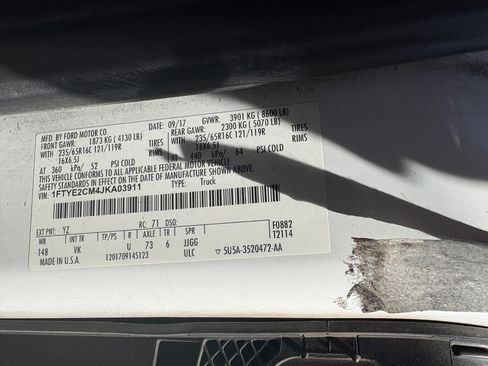 MFD. BY FORD MOTOR CO. DATE: 09/17 GVWR: 3901 KG ( 8600 LB)
FRONT GAWR: 1873 KG ( 4130 LB) REAR GAWR: 2300 KG ( 5070 LB)
WITH 235/65R16C 121/119R TIRES WITH 235/65R16C 121/119R TIRES
16X6.5J RIMS 16X6.5J RIMS
AT 360 kPa/ 52 PSI COLD AT 440 kPa/ 64 PSI COLD
THIS VEHICLE CONFORMS TO ALL APPLICABLE FEDERAL MOTOR VEHICLE
SAFETY STANDARDS IN EFFECT ON THE DATE OF MANUFACTURE SHOWN ABOVE.
VIN: 1FTYE2CM4JKA03911 TYPE: Truck
EXT PNT: YZ RC: 71 DSO: F0882
WB INT TR TP/PS R AXLE TR SPR 12114
148 VK U 73 6 JJGG
MADE IN U.S.A. 1201709145123 ULC 5U5A-3520472-AA